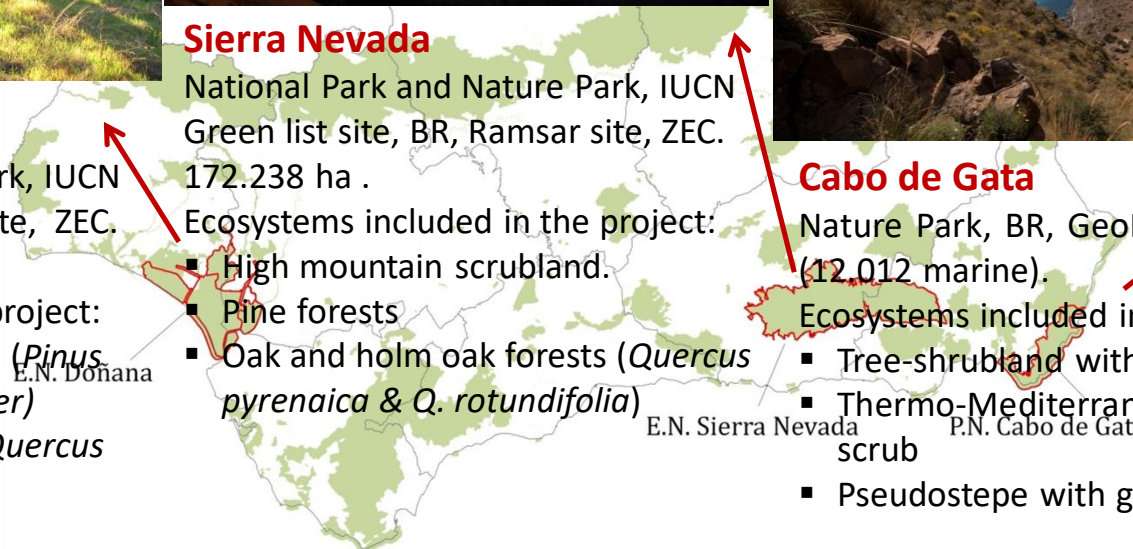 rk, IUCN
te, ZEC.
project:
(Pinus
er)
Quercus
E.N. Doñana
Sierra Nevada
National Park and Nature Park, IUCN
Green list site, BR, Ramsar site, ZEC.
172.238 ha .
Ecosystems included in the project:
▪ High mountain scrubland.
▪ Pine forests
▪ Oak and holm oak forests (Quercus
pyrenaica & Q. rotundifolia)
E.N. Sierra Nevada
Cabo de Gata
Nature Park, BR, Geol
(12.012 marine).
Ecosystems included i
▪ Tree-shrubland with
▪ Thermo-Mediterran
scrub
▪ Pseudostepe with g
P.N. Cabo de Gat